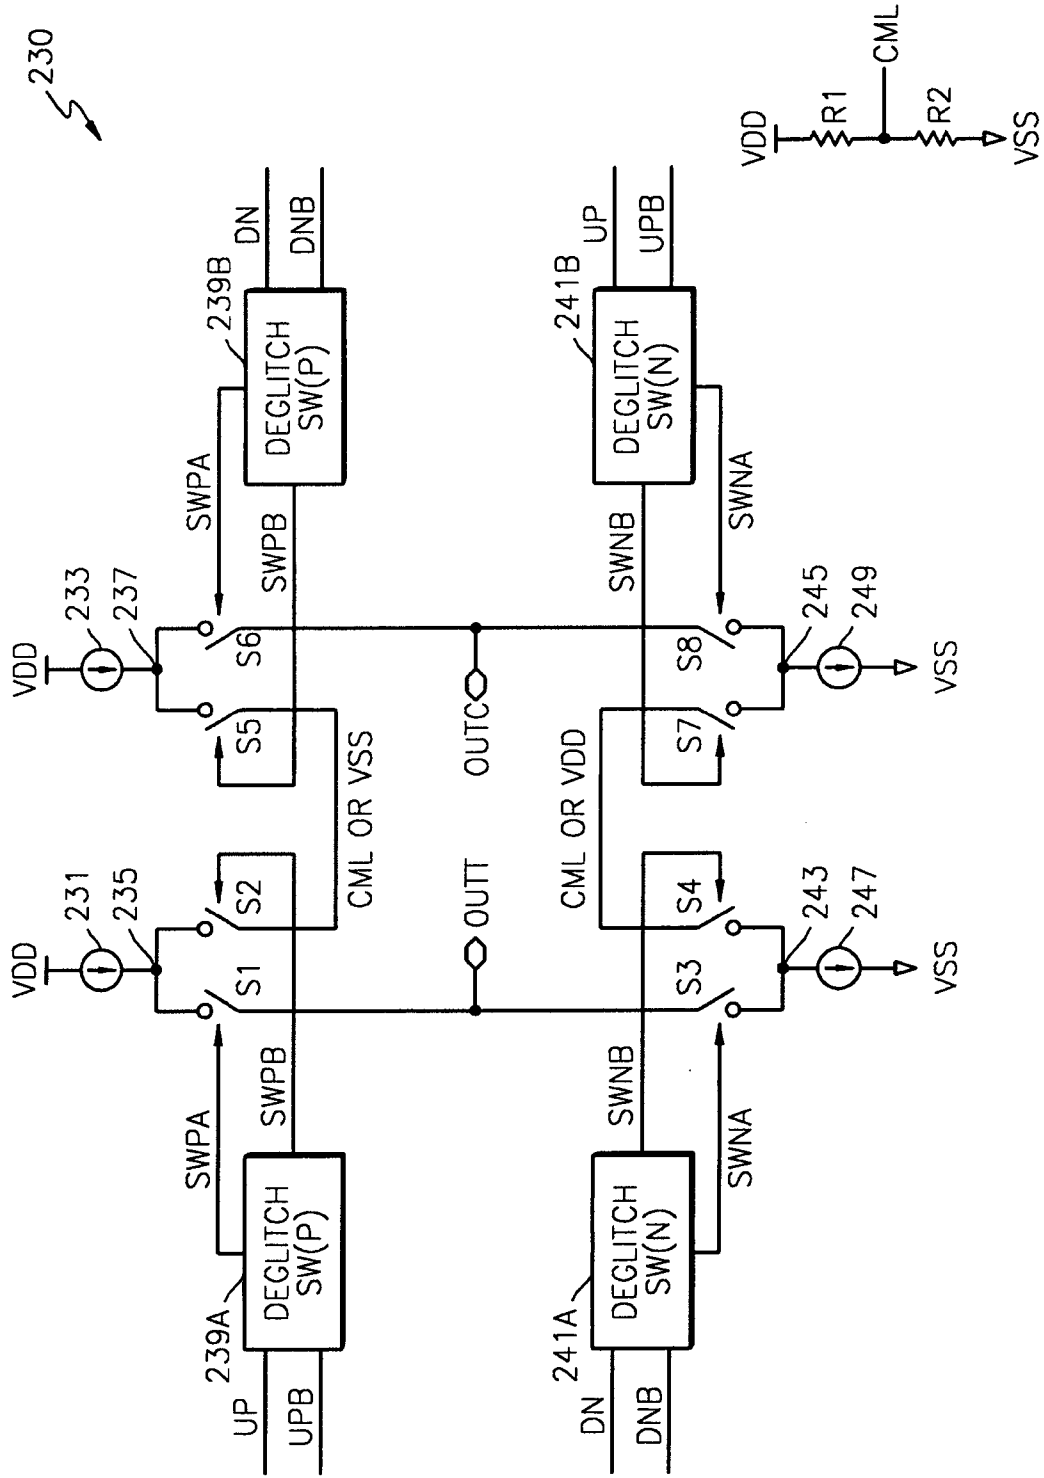 230
VDD
231
235
VDD
233
237
SWPA
S1
S2
S5
S6
SWPA
239A
UP
UPB
DEGLITCH
SW(P)
SWPB
SWPB
239B
DEGLITCH
SW(P)
DN
DNB
CML OR VSS
OUTT
OUTC
CML OR VDD
241A
DN
DNB
DEGLITCH
SW(N)
SWNB
SWNB
241B
DEGLITCH
SW(N)
UP
UPB
S3
S4
S7
S8
SWNA
SWNA
243
247
VSS
245
249
VSS
VDD
R1
CML
R2
VSS